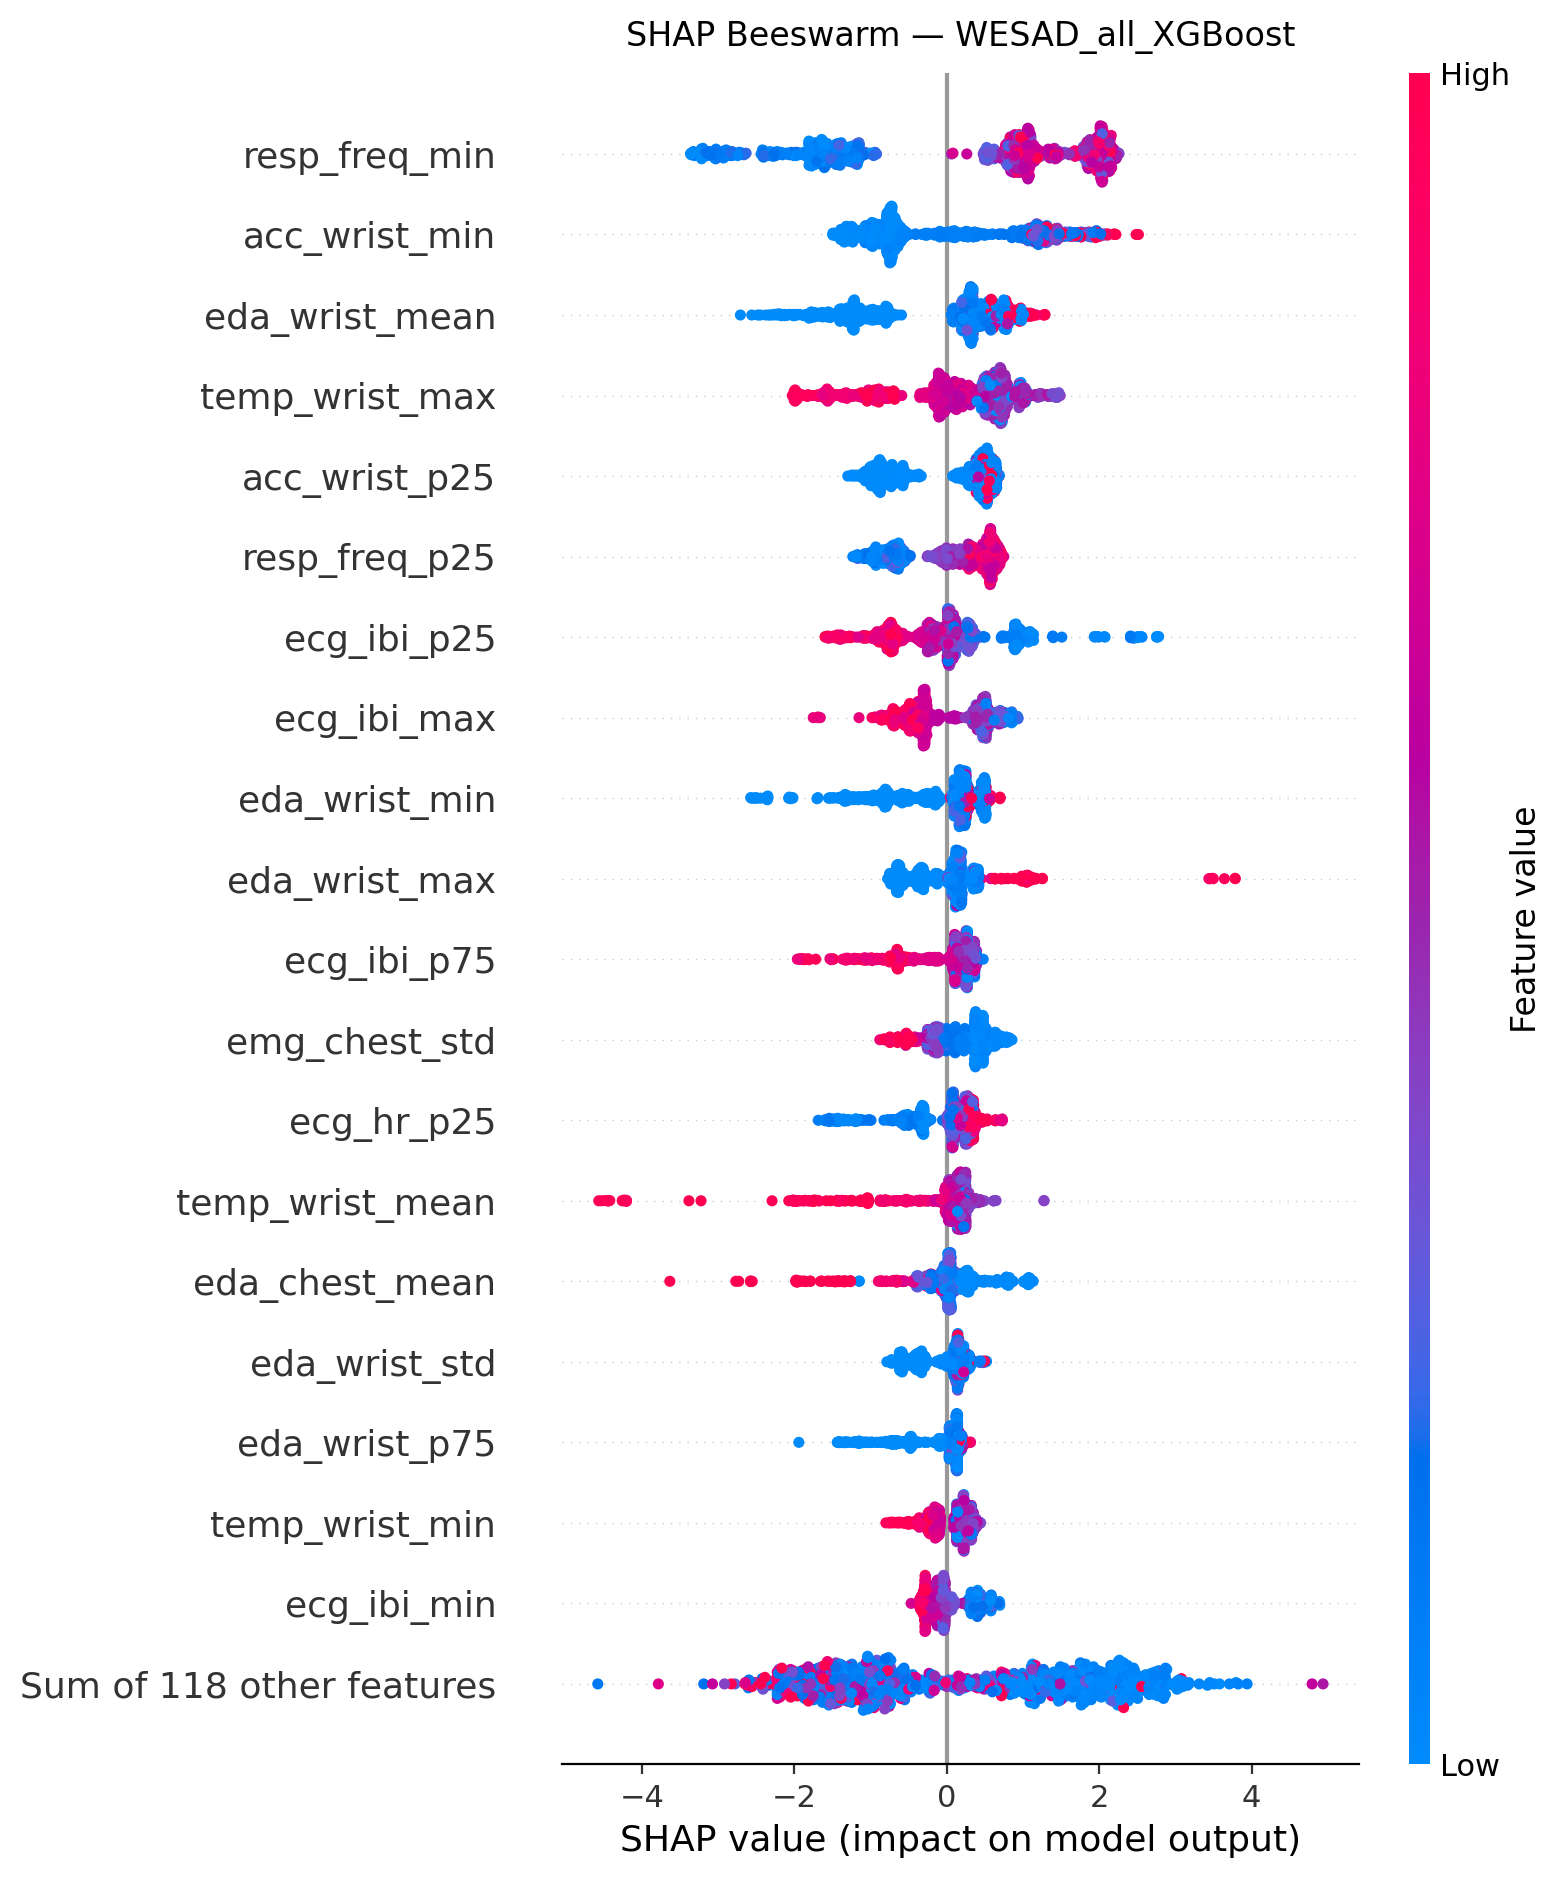 SHAP Beeswarm — WESAD_all_XGBoost
High
resp_freq_min
acc_wrist_min
eda_wrist_mean
temp_wrist_max
acc_wrist_p25
resp_freq_p25
ecg_ibi_p25
ecg_ibi_max
eda_wrist_min
eda_wrist_max
ecg_ibi_p75
emg_chest_std
ecg_hr_p25
temp_wrist_mean
eda_chest_mean
eda_wrist_std
eda_wrist_p75
temp_wrist_min
ecg_ibi_min
Sum of 118 other features
Feature value
Low
−4 −2 0 2 4
SHAP value (impact on model output)